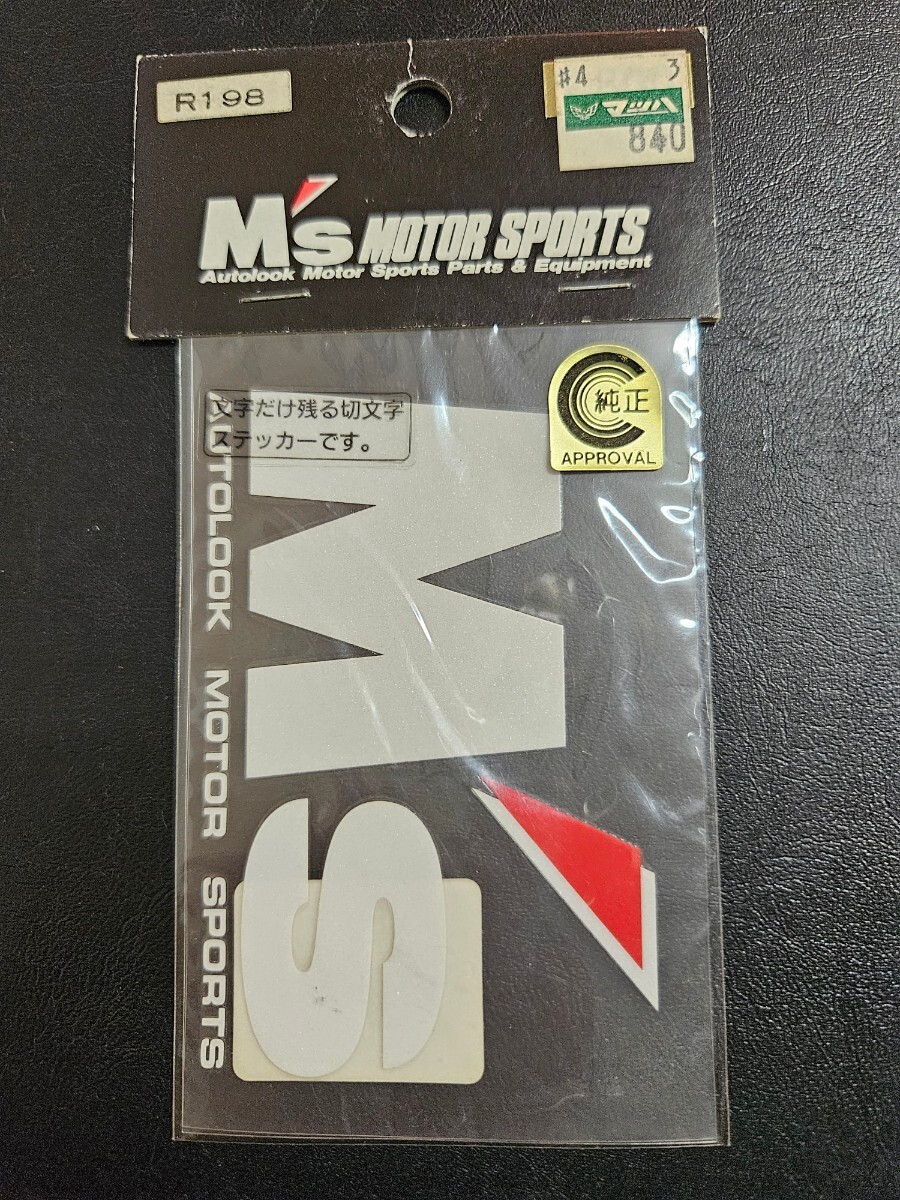 R198
#4 3
マッハ
840
M's MOTOR SPORTS
Autolook Motor Sports Parts & Equipment
文字だけ残る切文字
ステッカーです。
純正
APPROVAL
M's
AUTOLOOK MOTOR SPORTS